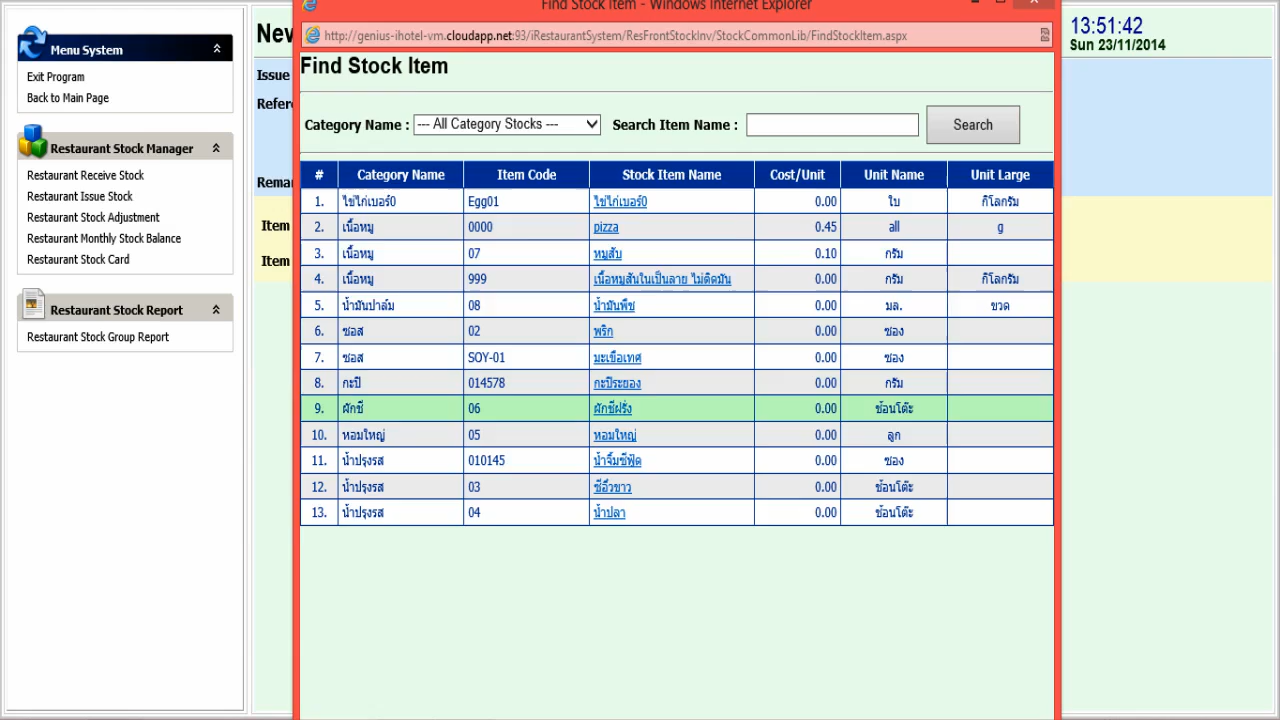 Find Stock Item - Windows Internet Explorer
http://genius-ihotel-vm.cloudapp.net:93/iRestaurantSystem/ResFrontStockInv/StockCommonLib/FindStockItem.aspx
Menu System
Exit Program
Back to Main Page
Restaurant Stock Manager
Restaurant Receive Stock
Restaurant Issue Stock
Restaurant Stock Adjustment
Restaurant Monthly Stock Balance
Restaurant Stock Card
Restaurant Stock Report
Restaurant Stock Group Report
Nev
Issue
Refere
Remar
Item
Item
Find Stock Item
Category Name : --- All Category Stocks --- Search Item Name : Search
# Category Name Item Code Stock Item Name Cost/Unit Unit Name Unit Large
1. ไข่ไก่เบอร์0 Egg01 ไข่ไก่เบอร์0 0.00 ใบ กิโลกรัม
2. เนื้อหมู 0000 pizza 0.45 all g
3. เนื้อหมู 07 หมูสับ 0.10 กรัม
4. เนื้อหมู 999 เนื้อหมูสันในเป็นลาย ไม่ติดมัน 0.00 กรัม กิโลกรัม
5. น้ำมันปาล์ม 08 น้ำมันพืช 0.00 มล. ขวด
6. ซอส 02 พริก 0.00 ซอง
7. ซอส SOY-01 มะเขือเทศ 0.00 ซอง
8. กะปิ 014578 กะปิระยอง 0.00 กรัม
9. ผักชี 06 ผักชีฝรั่ง 0.00 ช้อนโต๊ะ
10. หอมใหญ่ 05 หอมใหญ่ 0.00 ลูก
11. น้ำปรุงรส 010145 น้ำจิ้มซีฟู้ด 0.00 ซอง
12. น้ำปรุงรส 03 ซีอิ๊วขาว 0.00 ช้อนโต๊ะ
13. น้ำปรุงรส 04 น้ำปลา 0.00 ช้อนโต๊ะ
13:51:42
Sun 23/11/2014